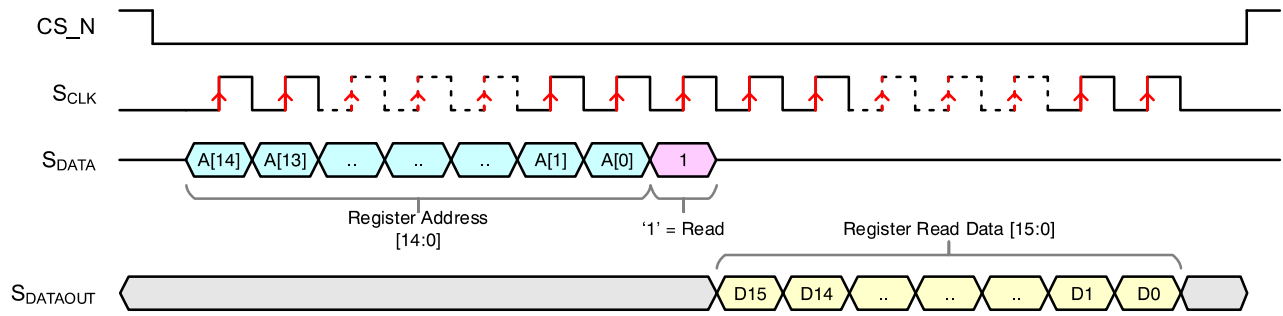 CS_N
SCLK
SDATA
A[14] A[13] .. .. .. A[1] A[0] 1
Register Address
[14:0]
‘1’ = Read
Register Read Data [15:0]
SDATAOUT
D15 D14 .. .. .. D1 D0